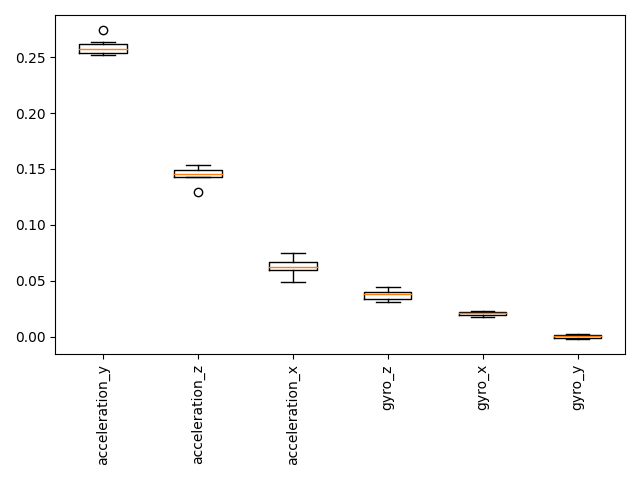 0.25
0.20
0.15
0.10
0.05
0.00
acceleration_y
acceleration_z
acceleration_x
gyro_z
gyro_x
gyro_y